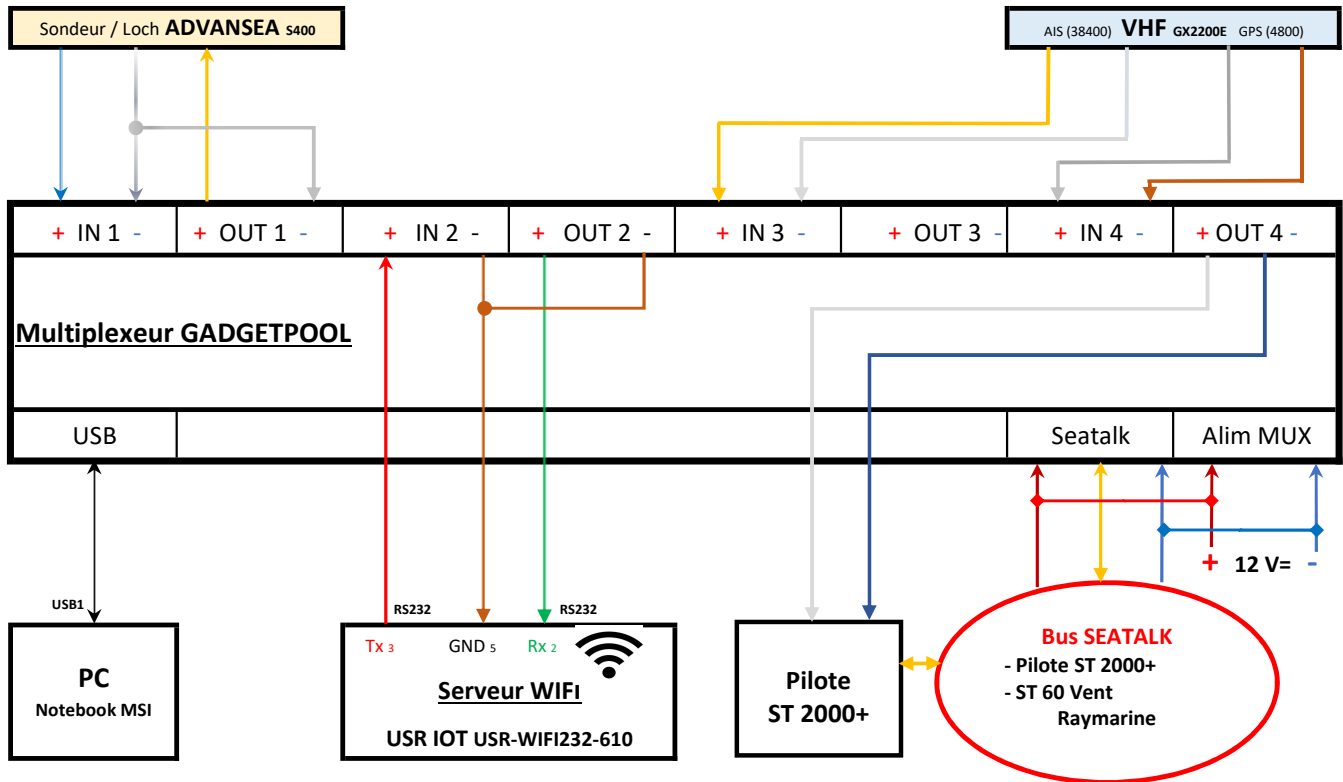 Sondeur / Loch ADVANSEA S400
AIS (38400) VHF GX2200E GPS (4800)
+ IN 1 - + OUT 1 - + IN 2 - + OUT 2 - + IN 3 - + OUT 3 - + IN 4 - + OUT 4 -
Multiplexeur GADGETPOOL
USB Seatalk Alim MUX
+ 12 V= -
USB1 RS232 RS232
Tx 3 GND 5 Rx 2
PC
Notebook MSI
Serveur WIFI
USR IOT USR-WIFI232-610
Pilote
ST 2000+
Bus SEATALK
- Pilote ST 2000+
- ST 60 Vent
Raymarine